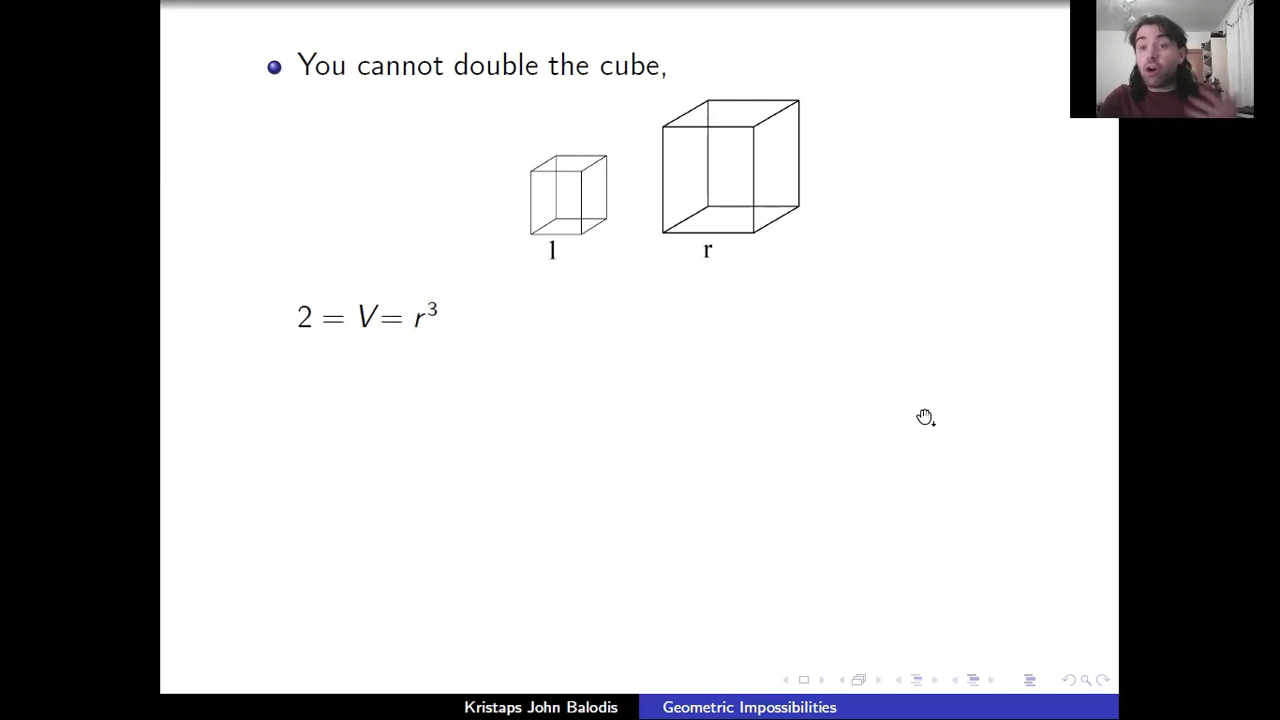 You cannot double the cube,
1
r
2 = V= r³
Kristaps John Balodis
Geometric Impossibilities